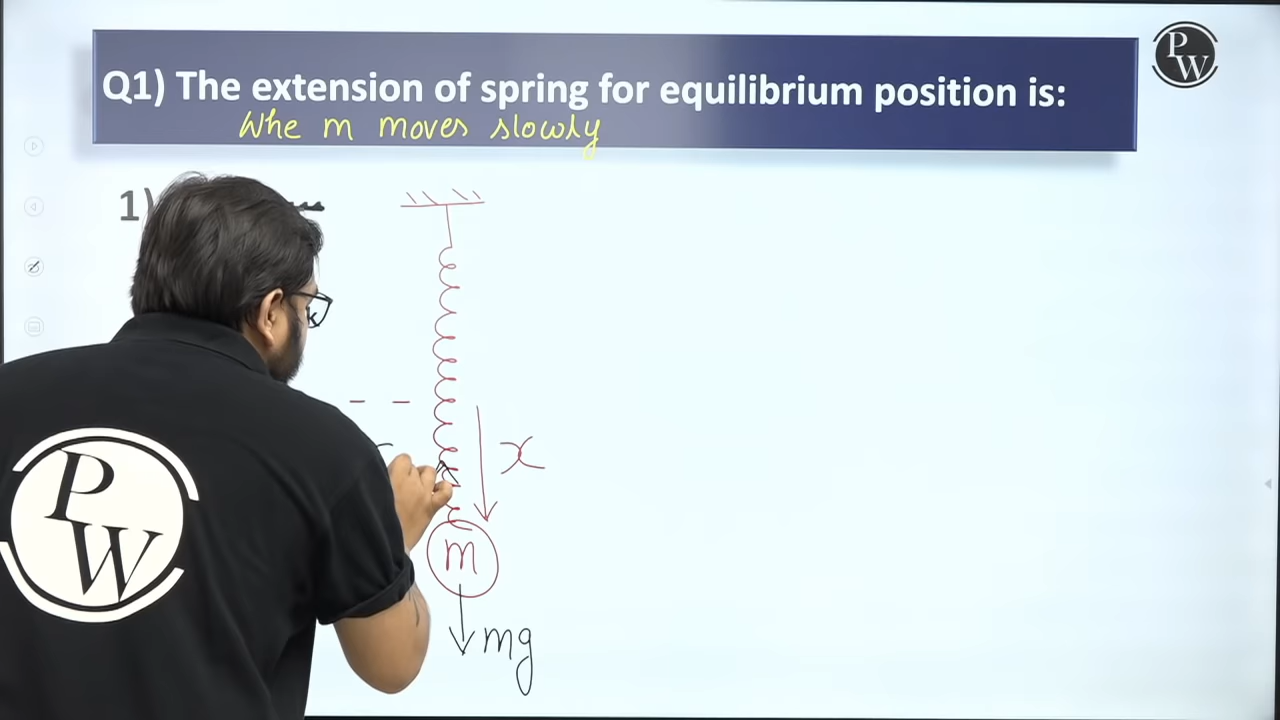 Q1) The extension of spring for equilibrium position is:
Whe m moves slowly
1)
x
m
mg
P
W
P
W